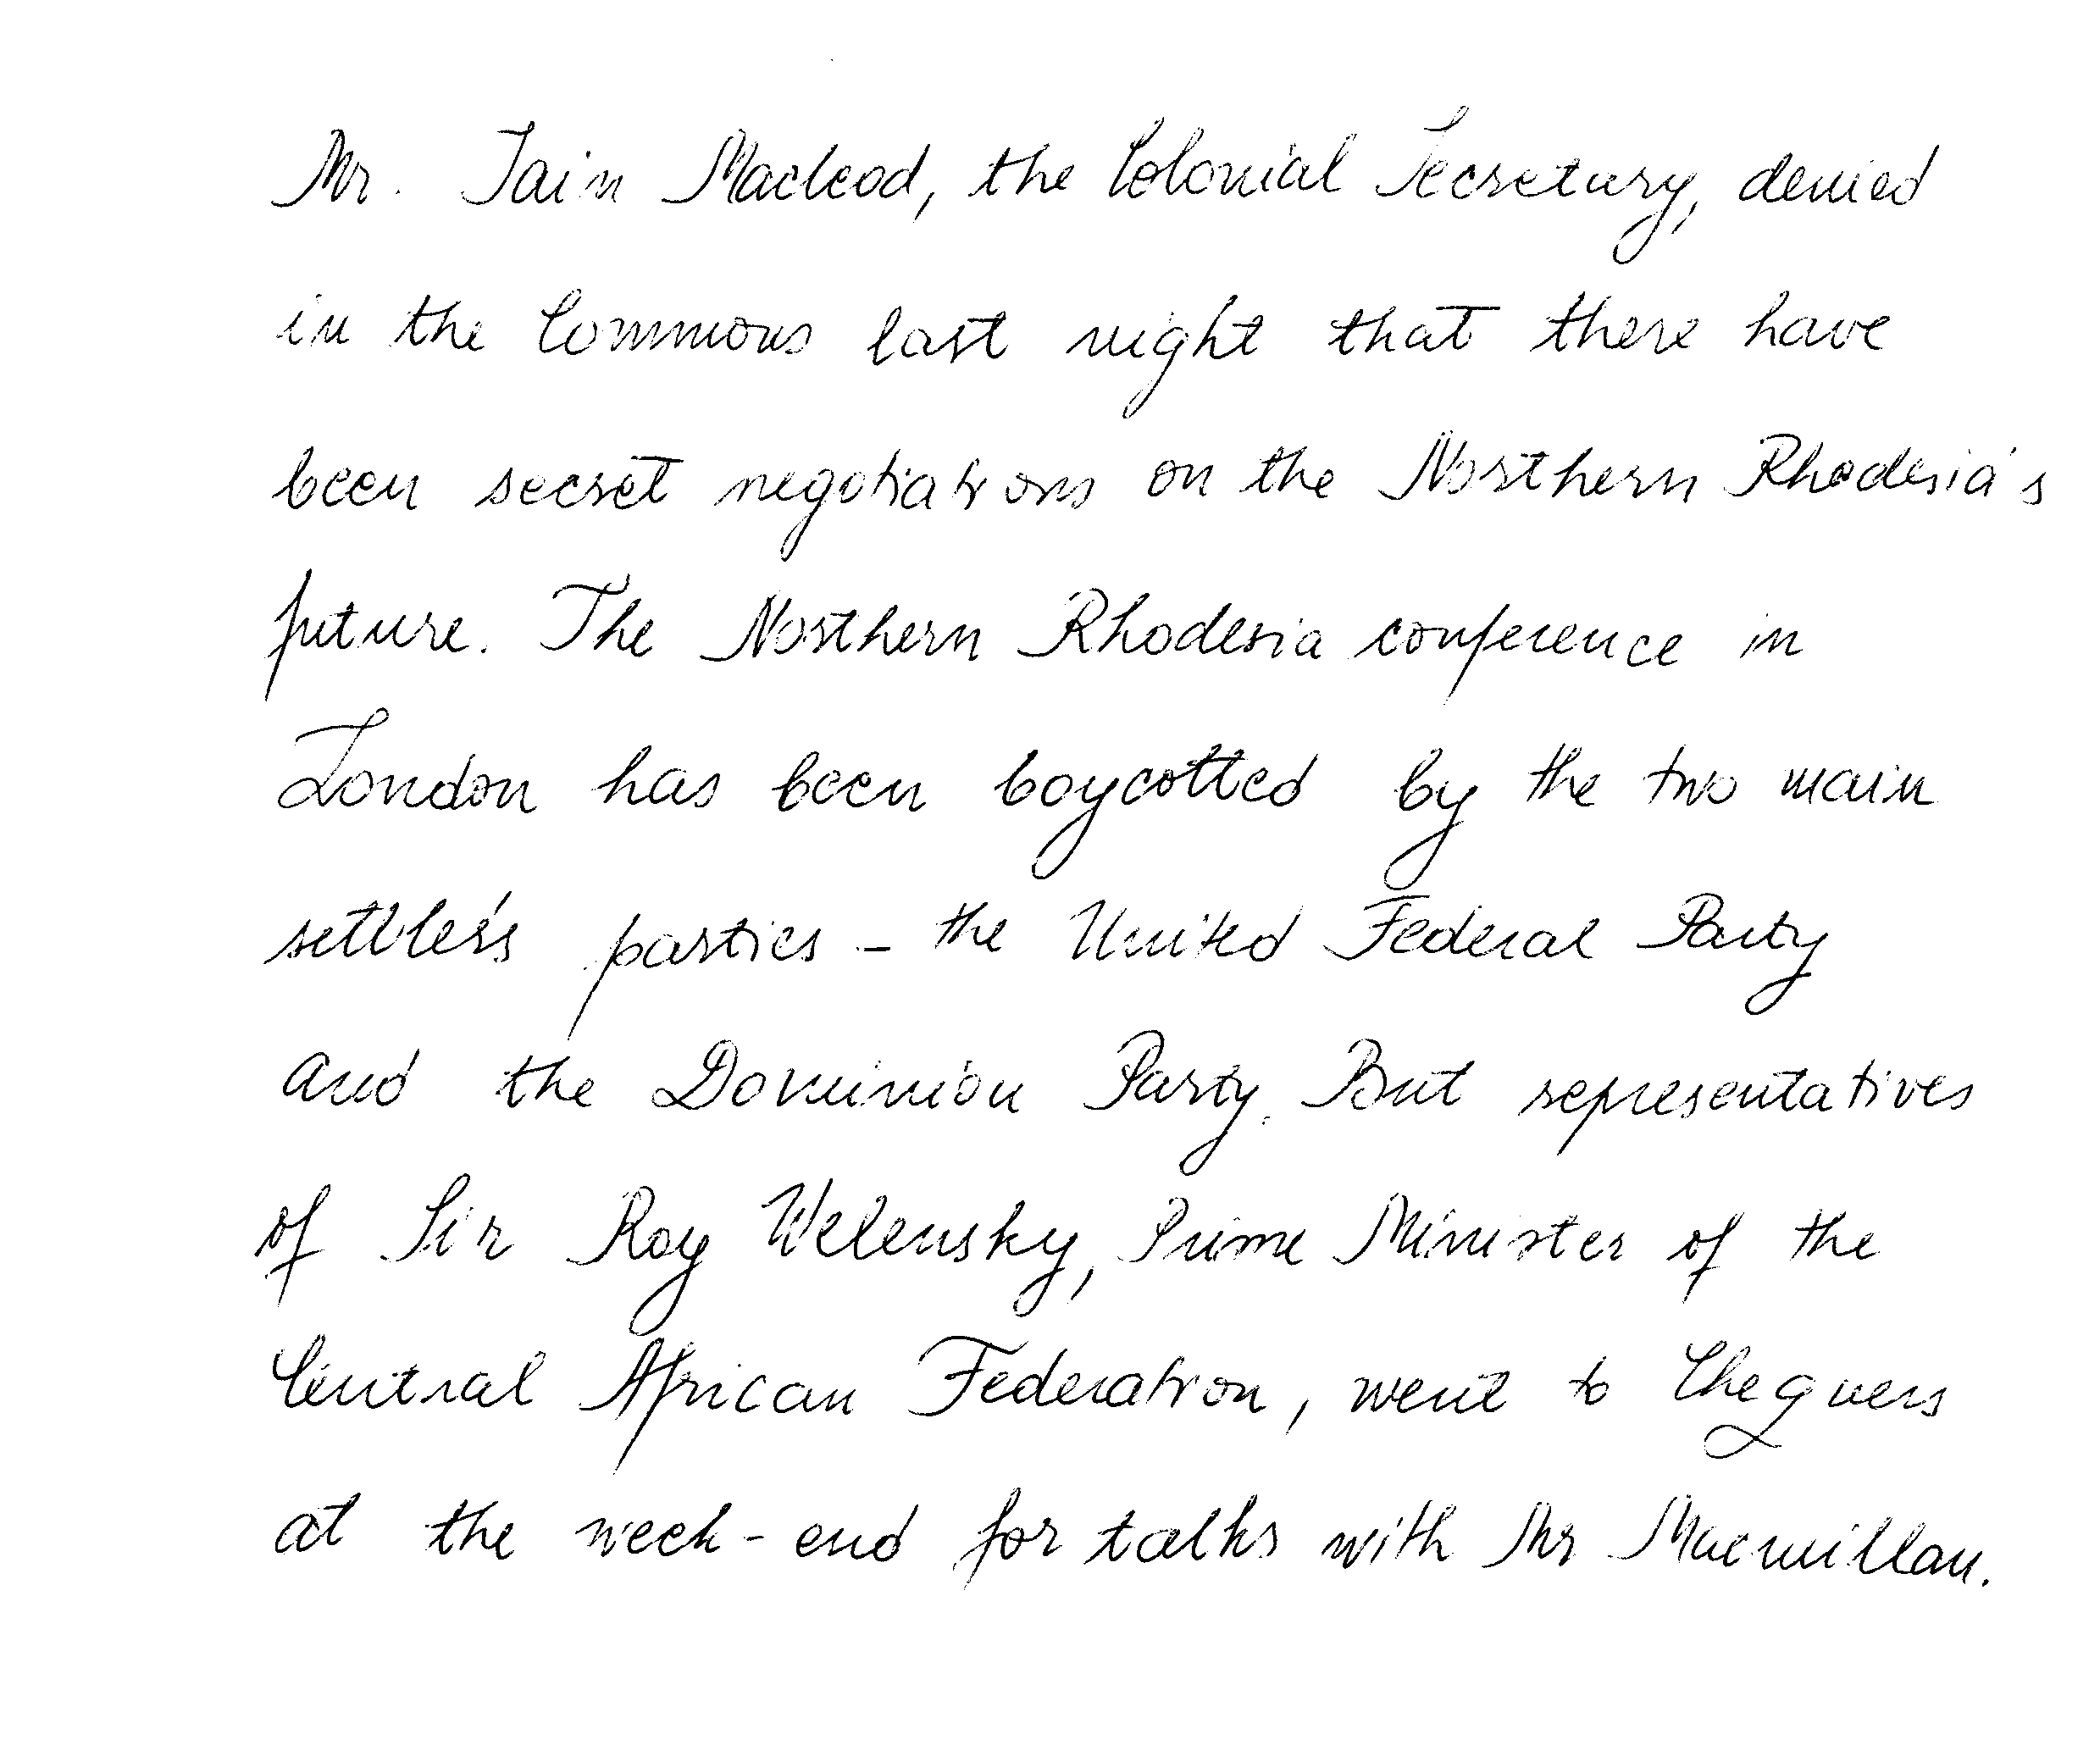 Mr. Iain Macleod, the Colonial Secretary, denied
in the Commons last night that there have
been secret negotiations on the Northern Rhodesia's
future. The Northern Rhodesia conference in
London has been boycotted by the two main
settlers parties - the United Federal Party
and the Dominion Party. But representatives
of Sir Roy Welensky, Prime Minister of the
Central African Federation, went to Chequers
at the week-end for talks with Mr Macmillan.